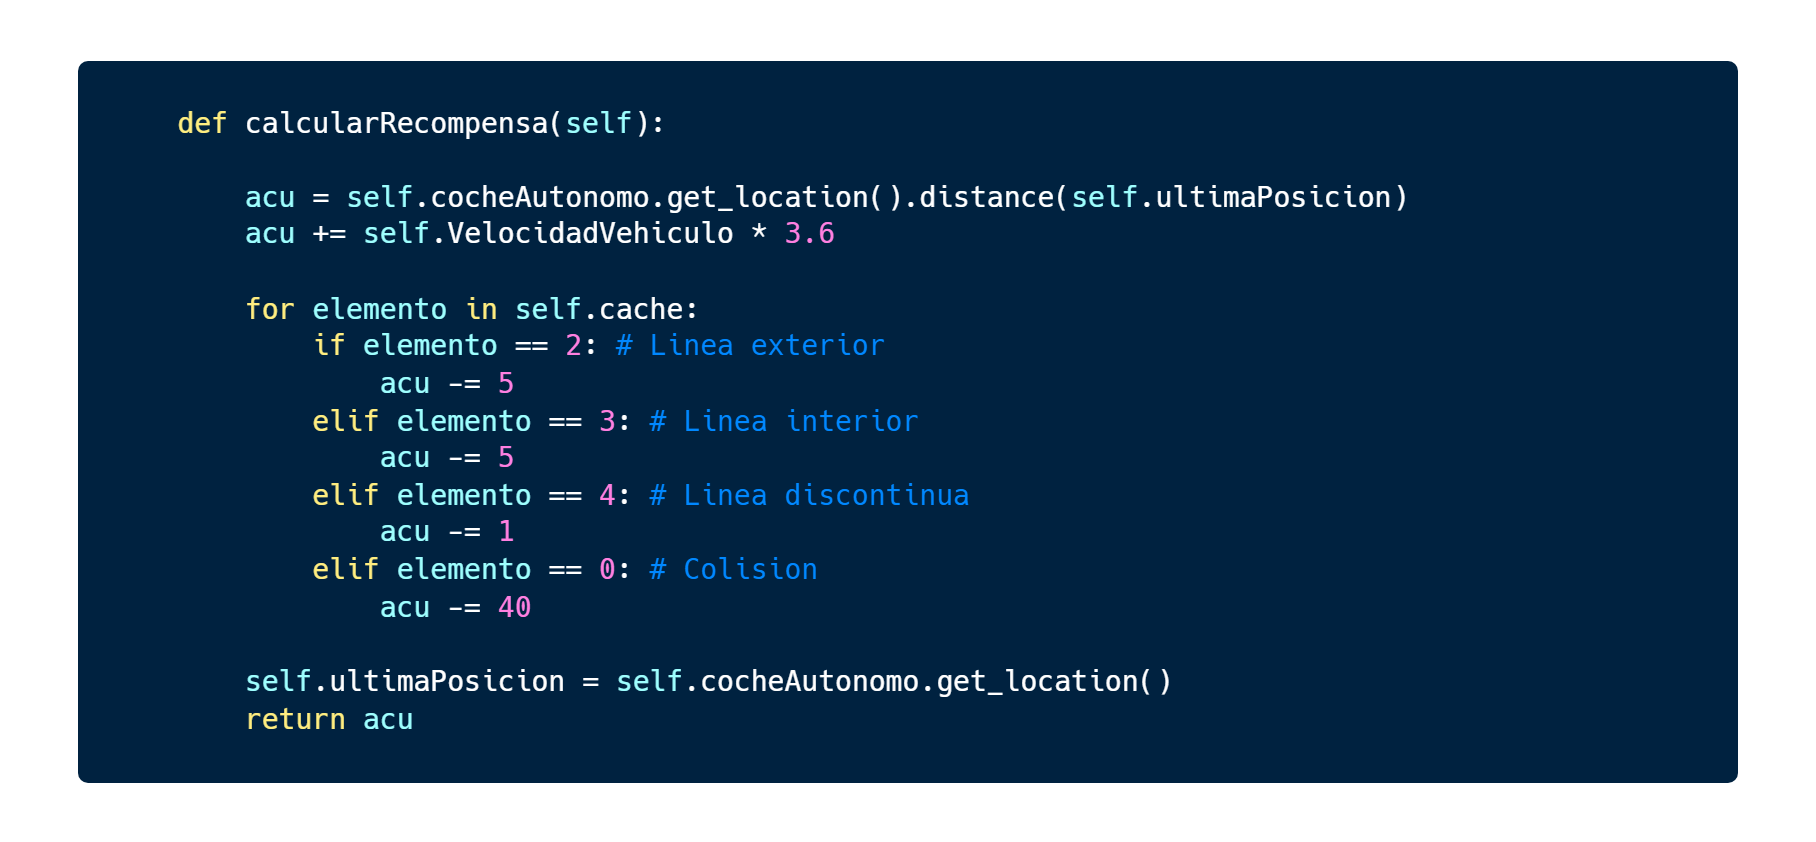 def calcularRecompensa(self):

    acu = self.cocheAutonomo.get_location().distance(self.ultimaPosicion)
    acu += self.VelocidadVehiculo * 3.6

    for elemento in self.cache:
        if elemento == 2: # Linea exterior
            acu -= 5
        elif elemento == 3: # Linea interior
            acu -= 5
        elif elemento == 4: # Linea discontinua
            acu -= 1
        elif elemento == 0: # Colision
            acu -= 40

    self.ultimaPosicion = self.cocheAutonomo.get_location()
    return acu